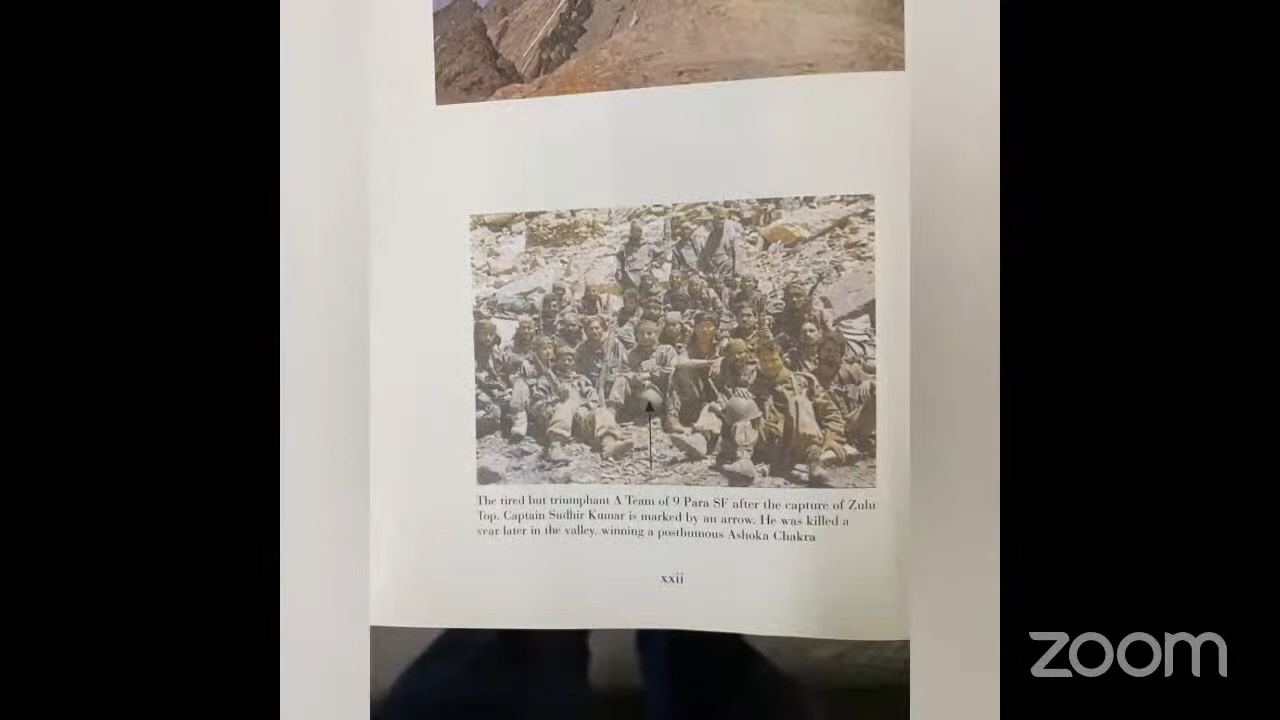 The tired but triumphant A Team of 9 Para SF after the capture of Zulu
Top. Captain Sudhir Kumar is marked by an arrow. He was killed a
year later in the valley, winning a posthumous Ashoka Chakra
xxii
zoom